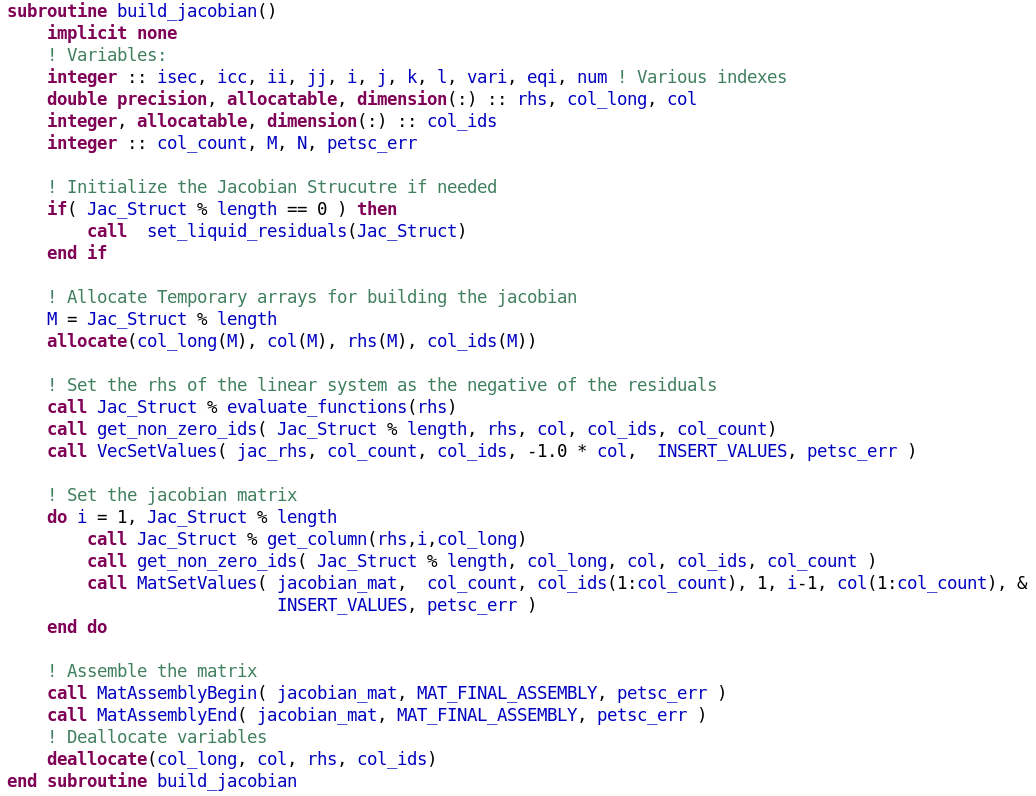 subroutine build_jacobian()
    implicit none
    ! Variables:
    integer :: isec, icc, ii, jj, i, j, k, l, vari, eqi, num ! Various indexes
    double precision, allocatable, dimension(:) :: rhs, col_long, col
    integer, allocatable, dimension(:) :: col_ids
    integer :: col_count, M, N, petsc_err

    ! Initialize the Jacobian Strucutre if needed
    if( Jac_Struct % length == 0 ) then
        call  set_liquid_residuals(Jac_Struct)
    end if

    ! Allocate Temporary arrays for building the jacobian
    M = Jac_Struct % length
    allocate(col_long(M), col(M), rhs(M), col_ids(M))

    ! Set the rhs of the linear system as the negative of the residuals
    call Jac_Struct % evaluate_functions(rhs)
    call get_non_zero_ids( Jac_Struct % length, rhs, col, col_ids, col_count)
    call VecSetValues( jac_rhs, col_count, col_ids, -1.0 * col,  INSERT_VALUES, petsc_err )

    ! Set the jacobian matrix
    do i = 1, Jac_Struct % length
        call Jac_Struct % get_column(rhs,i,col_long)
        call get_non_zero_ids( Jac_Struct % length, col_long, col, col_ids, col_count )
        call MatSetValues( jacobian_mat,  col_count, col_ids(1:col_count), 1, i-1, col(1:col_count), &
                           INSERT_VALUES, petsc_err )
    end do

    ! Assemble the matrix
    call MatAssemblyBegin( jacobian_mat, MAT_FINAL_ASSEMBLY, petsc_err )
    call MatAssemblyEnd( jacobian_mat, MAT_FINAL_ASSEMBLY, petsc_err )
    ! Deallocate variables
    deallocate(col_long, col, rhs, col_ids)
end subroutine build_jacobian